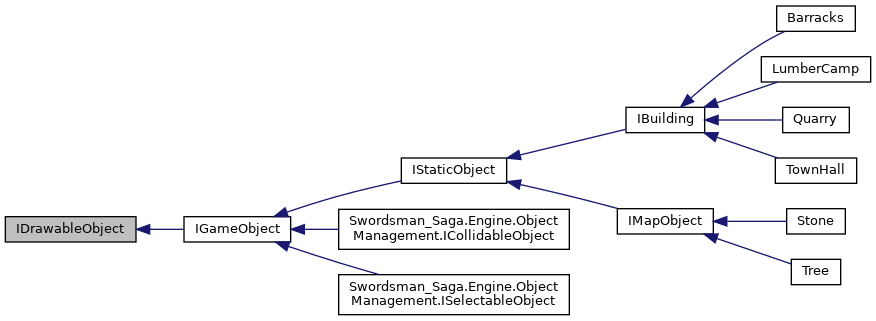 IDrawableObject
IGameObject
IStaticObject
Swordsman_Saga.Engine.Object
Management.ICollidableObject
Swordsman_Saga.Engine.Object
Management.ISelectableObject
IBuilding
IMapObject
Barracks
LumberCamp
Quarry
TownHall
Stone
Tree